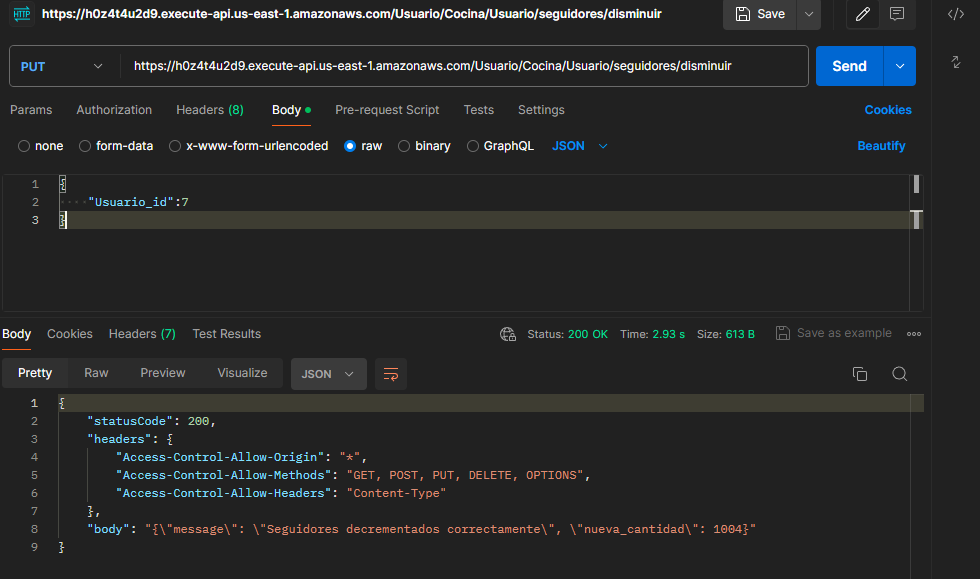 HTTP https://h0z4t4u2d9.execute-api.us-east-1.amazonaws.com/Usuario/Cocina/Usuario/seguidores/disminuir Save
PUT https://h0z4t4u2d9.execute-api.us-east-1.amazonaws.com/Usuario/Cocina/Usuario/seguidores/disminuir Send
Params Authorization Headers (8) Body Pre-request Script Tests Settings Cookies
none form-data x-www-form-urlencoded raw binary GraphQL JSON Beautify
1 {
2 ····"Usuario_id":7
3 }
Body Cookies Headers (7) Test Results Status: 200 OK Time: 2.93 s Size: 613 B Save as example
Pretty Raw Preview Visualize JSON
1 {
2 "statusCode": 200,
3 "headers": {
4 "Access-Control-Allow-Origin": "*",
5 "Access-Control-Allow-Methods": "GET, POST, PUT, DELETE, OPTIONS",
6 "Access-Control-Allow-Headers": "Content-Type"
7 },
8 "body": "{\"message\": \"Seguidores decrementados correctamente\", \"nueva_cantidad\": 1004}"
9 }